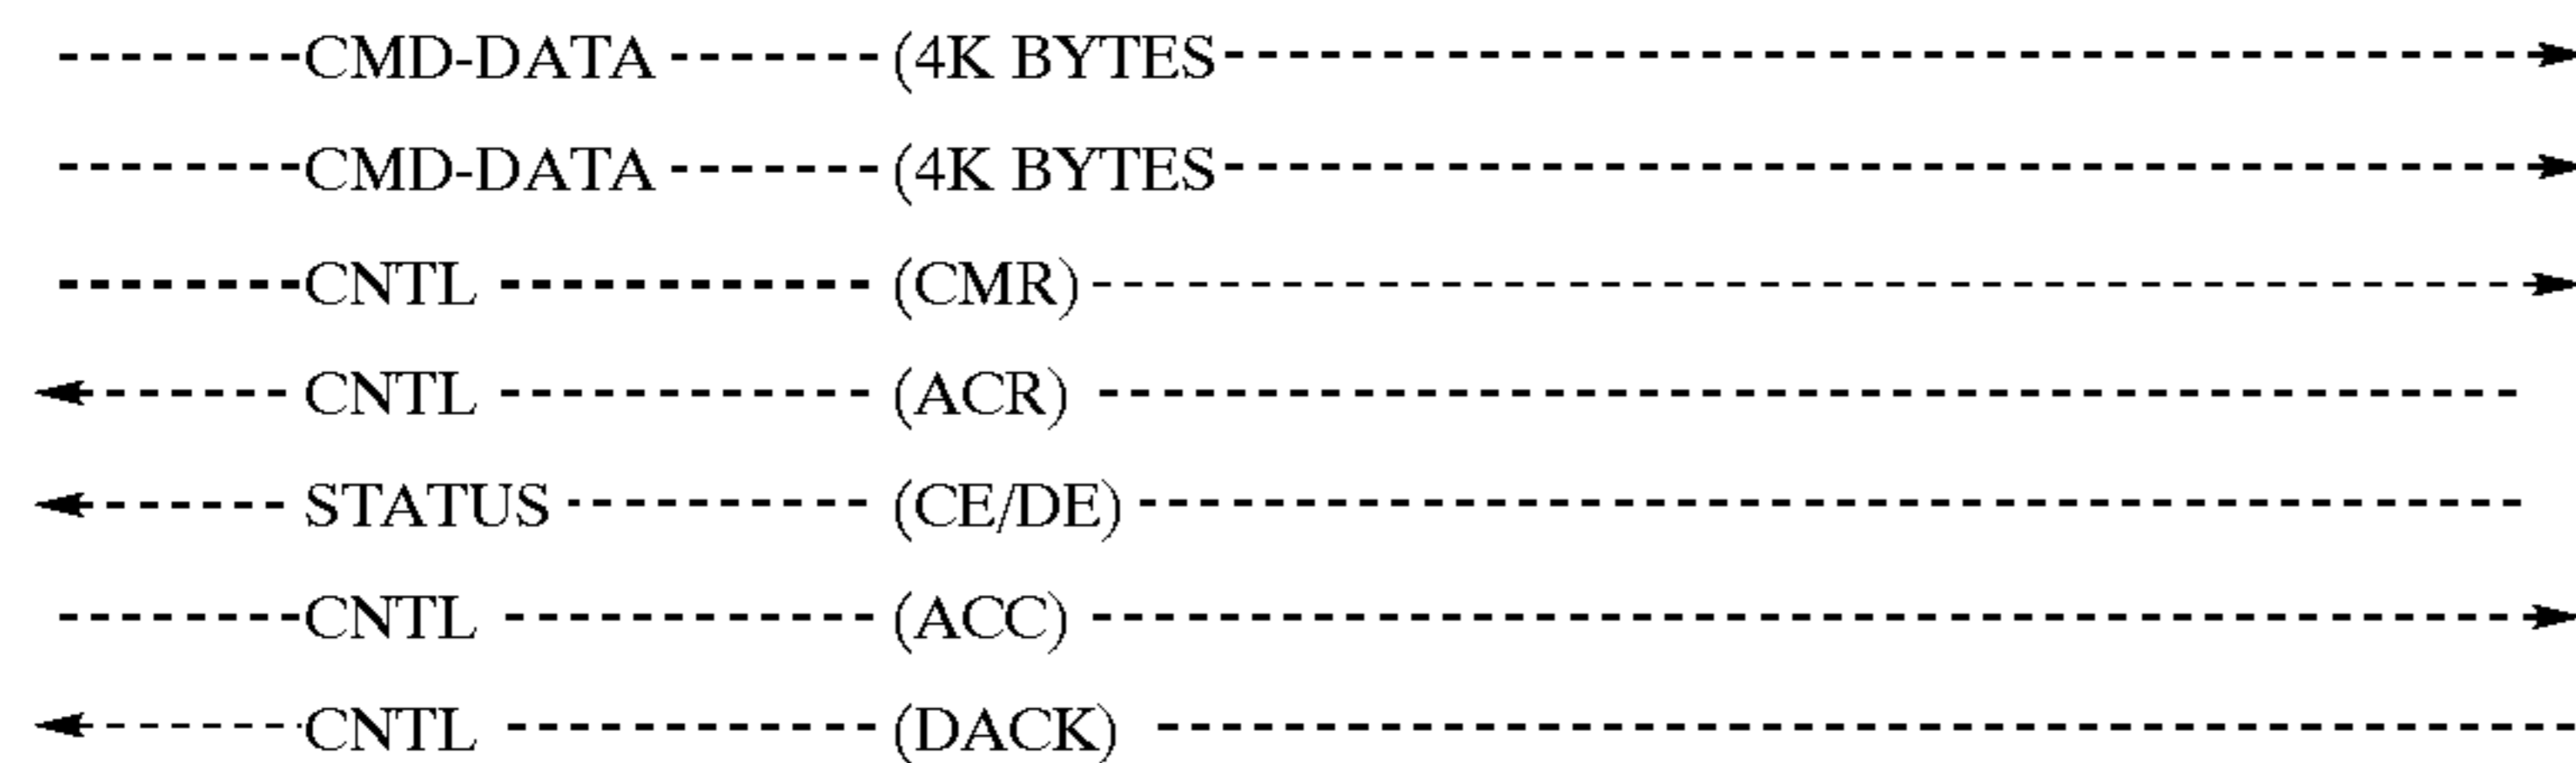 CMD-DATA (4K BYTES
CMD-DATA (4K BYTES
CNTL (CMR)
CNTL (ACR)
STATUS (CE/DE)
CNTL (ACC)
CNTL (DACK)